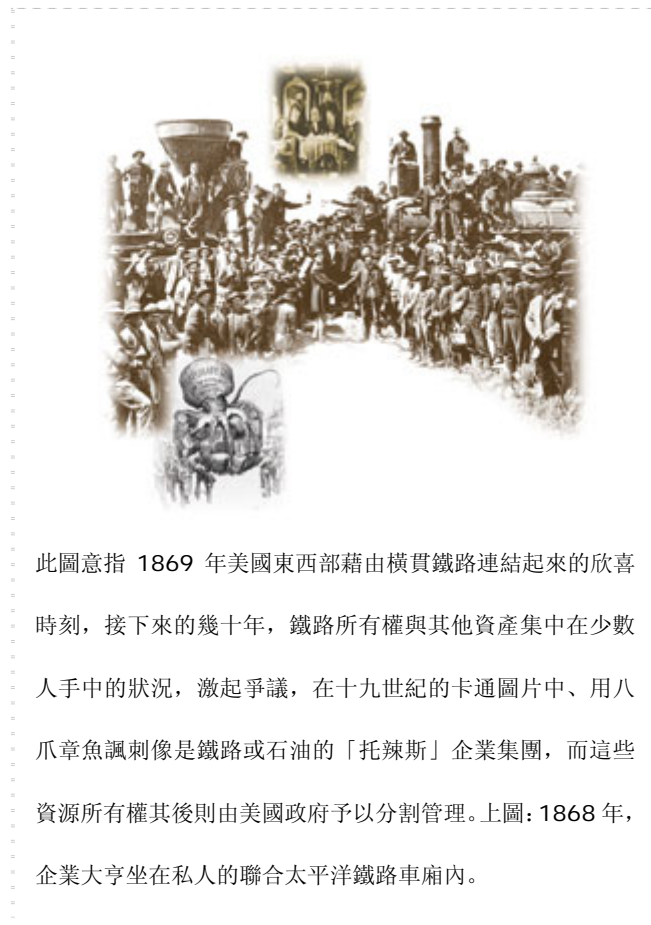 此圖意指 1869 年美國東西部藉由橫貫鐵路連結起來的欣喜
時刻，接下來的幾十年，鐵路所有權與其他資產集中在少數
人手中的狀況，激起爭議，在十九世紀的卡通圖片中、用八
爪章魚諷刺像是鐵路或石油的「托辣斯」企業集團，而這些
資源所有權其後則由美國政府予以分割管理。上圖：1868 年，
企業大亨坐在私人的聯合太平洋鐵路車廂內。